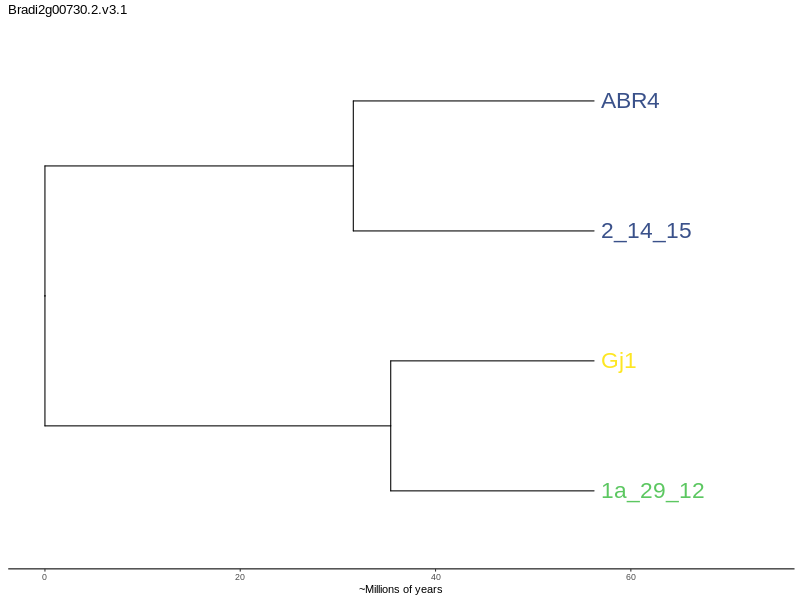 Bradi2g00730.2.v3.1
ABR4
2_14_15
Gj1
1a_29_12
0 20 40 60
~Millions of years